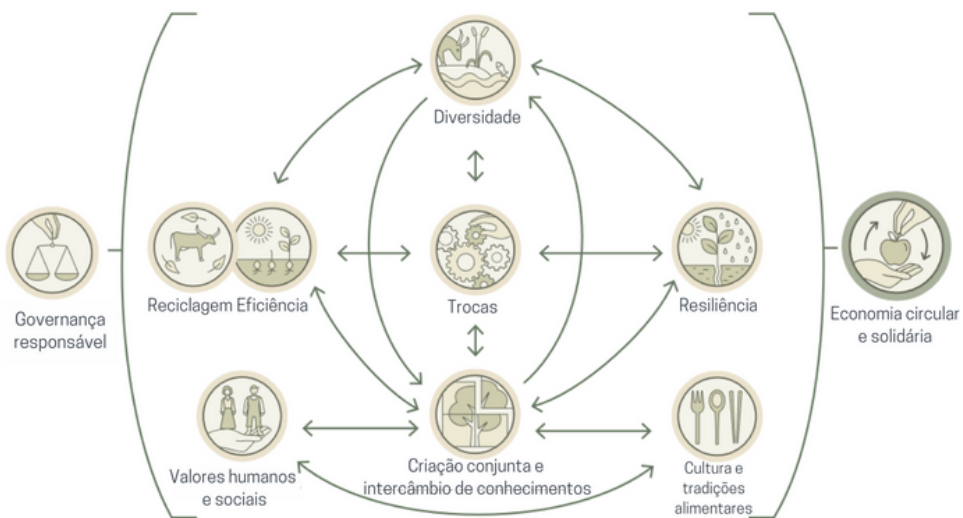 Diversidade
Reciclagem Eficiência
Trocas
Resiliência
Governança
responsável
Economia circular
e solidária
Valores humanos
e sociais
Criação conjunta e
intercâmbio de conhecimentos
Cultura e
tradições
alimentares